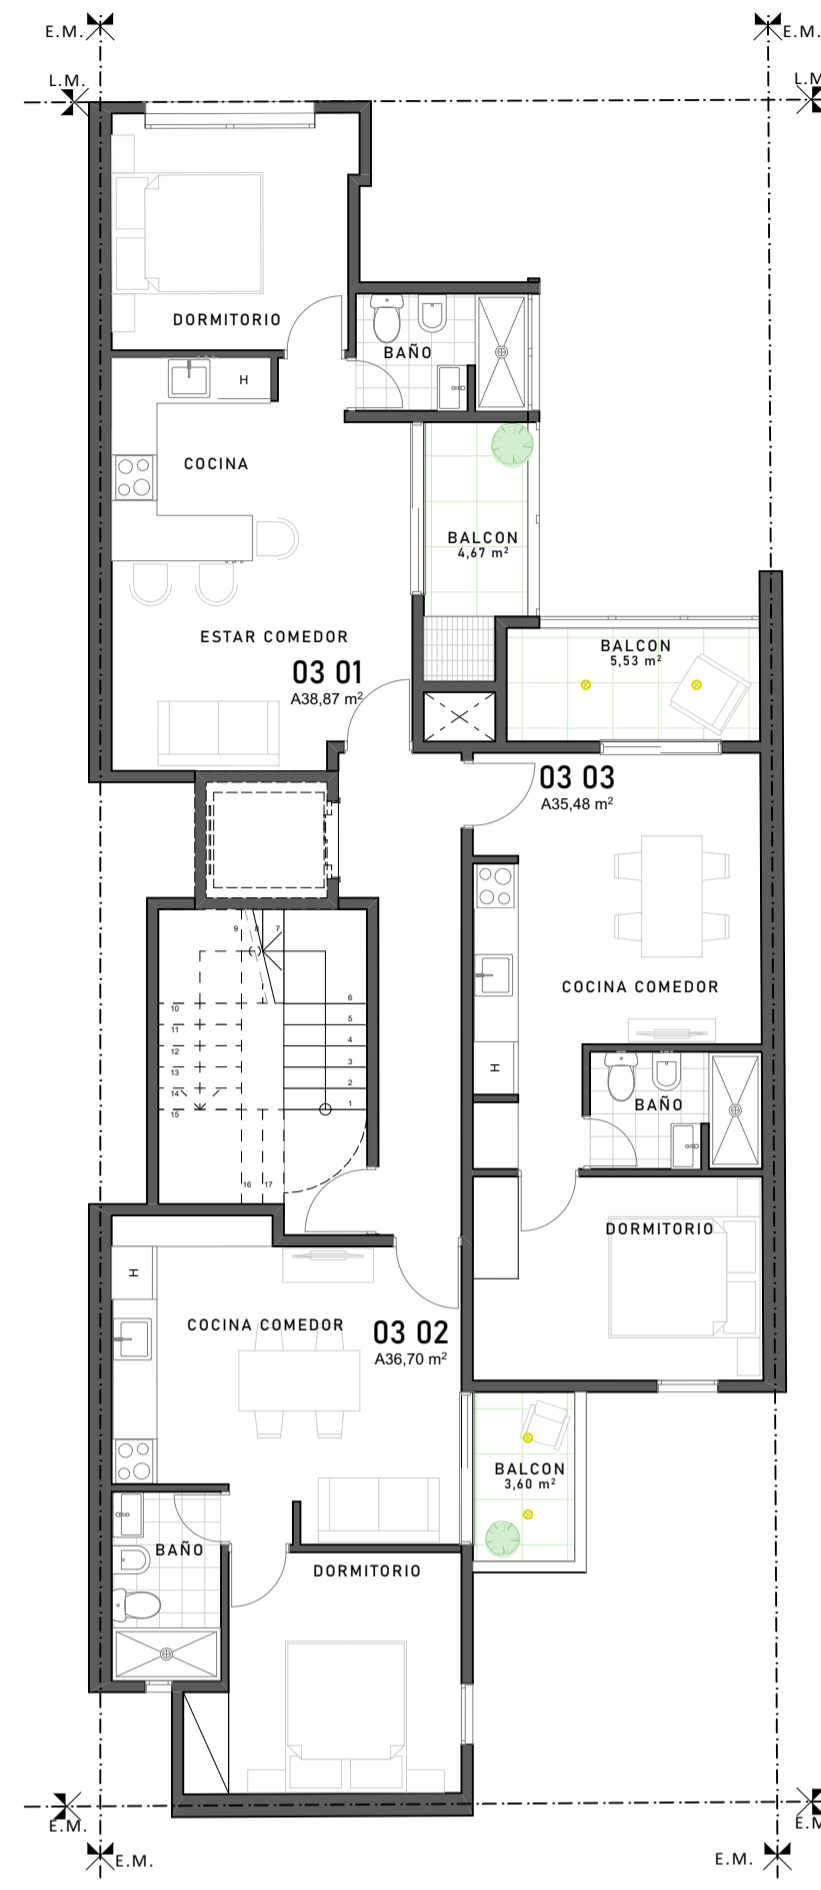 E.M.
E.M.
L.M.
L.M
DORMITORIO
BAÑO
H
COCINA
BALCON
4,67 m²
ESTAR COMEDOR
03 01
A38,87 m²
BALCON
5,53 m²
03 03
A35,48 m²
9 8 7
6
5
4
3
2
1
10
11
12
13
14
15
16 17
COCINA COMEDOR
H
BAÑO
DORMITORIO
H
COCINA COMEDOR
03 02
A36,70 m²
BALCON
3,60 m²
BAÑO
DORMITORIO
E.M.
E.M
E.M.
E.M.